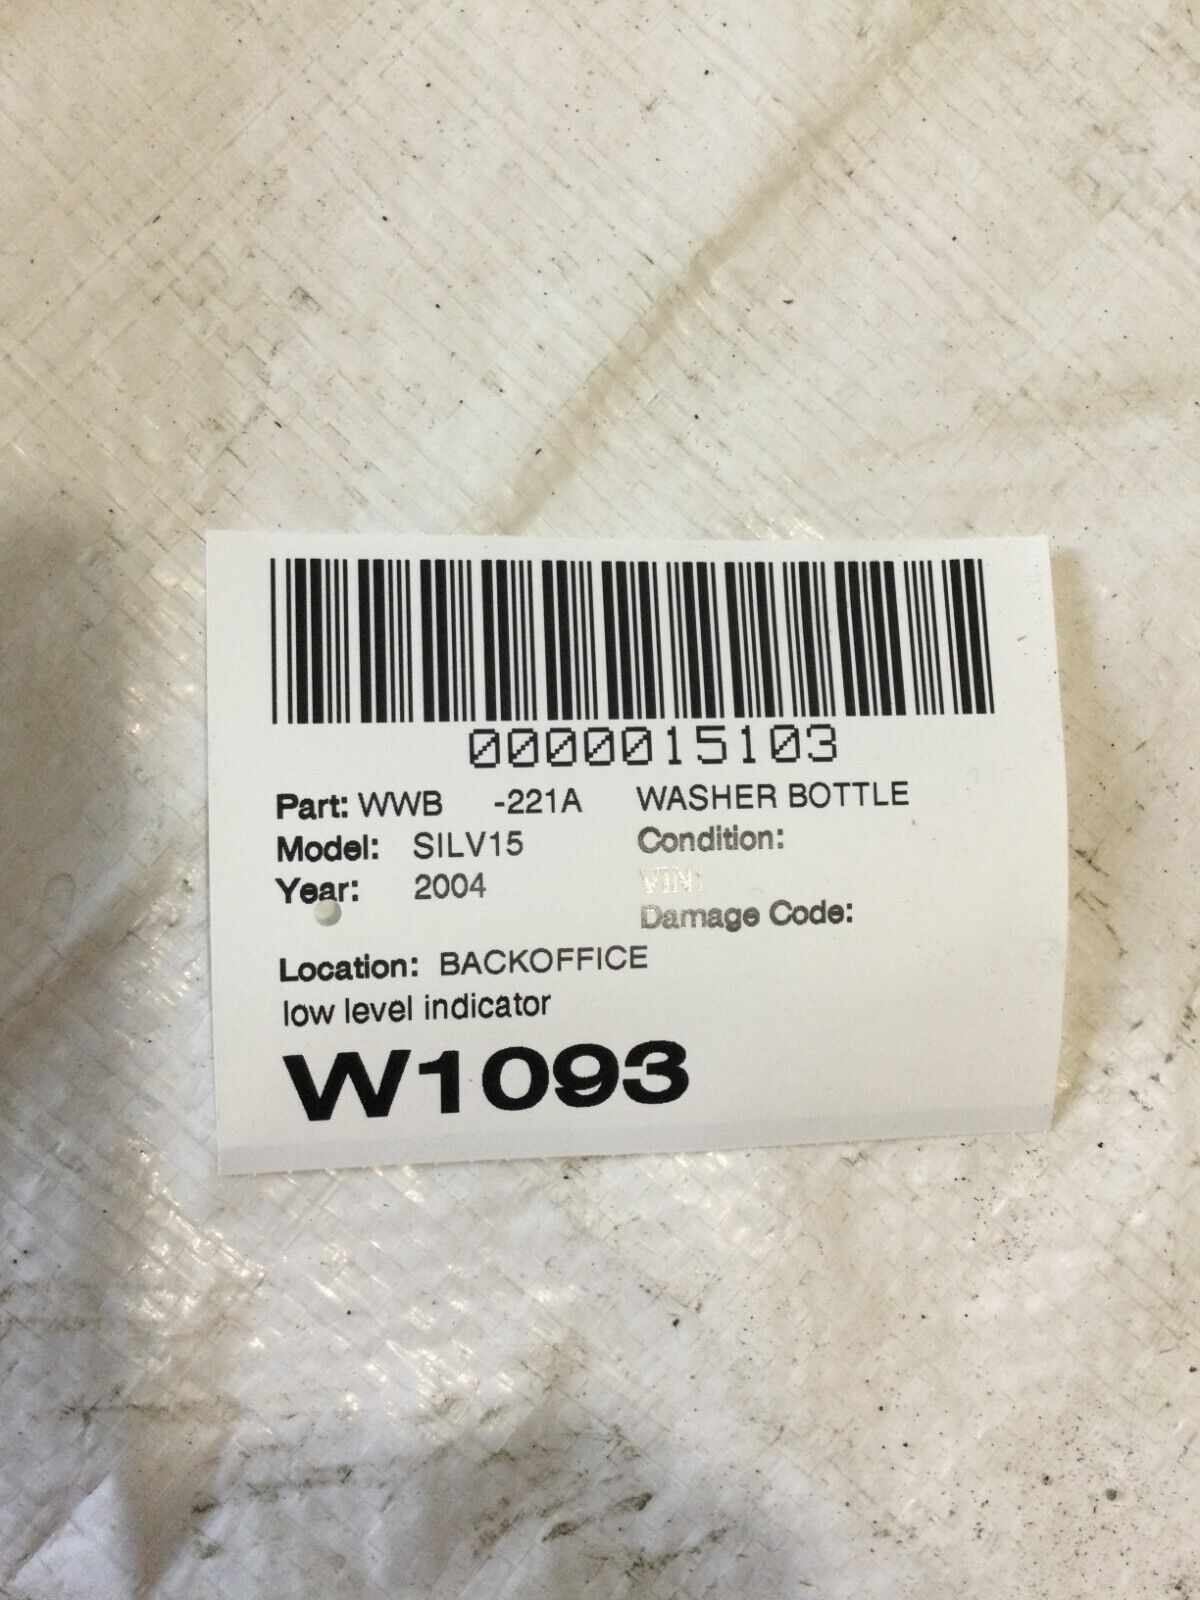 0000015103
Part: WWB -221A WASHER BOTTLE
Model: SILV15 Condition:
Year: 2004 VIN:
Damage Code:
Location: BACKOFFICE
low level indicator
W1093